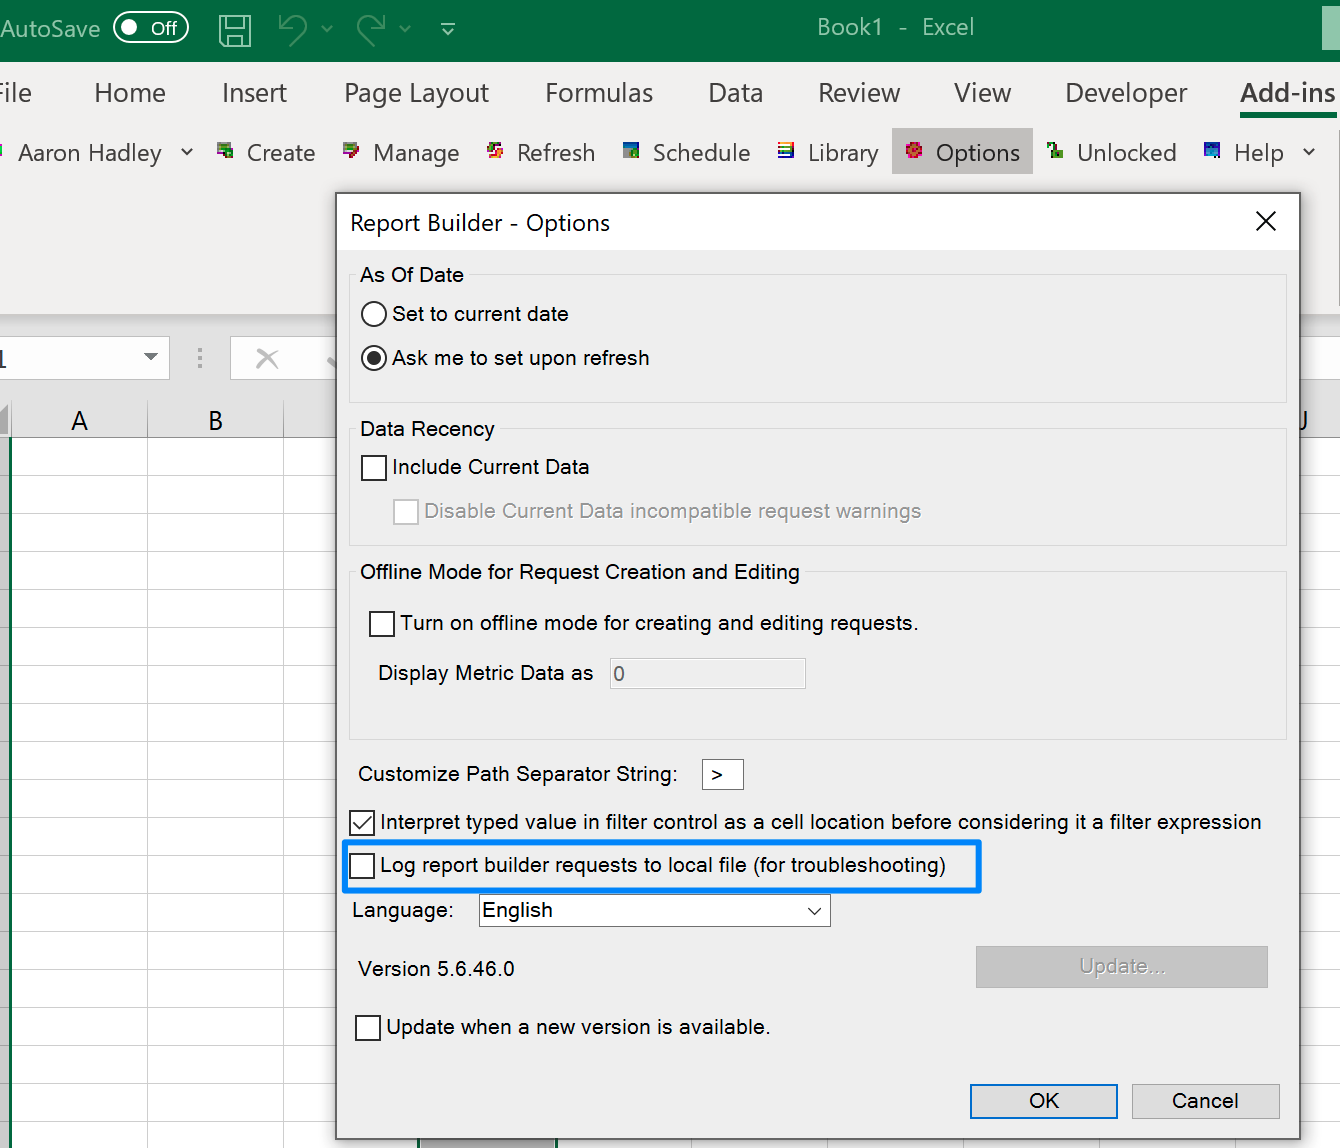 AutoSave Off Book1 - Excel
File Home Insert Page Layout Formulas Data Review View Developer Add-ins
Aaron Hadley Create Manage Refresh Schedule Library Options Unlocked Help
Report Builder - Options
As Of Date
Set to current date
Ask me to set upon refresh
1
A B J
Data Recency
Include Current Data
Disable Current Data incompatible request warnings
Offline Mode for Request Creation and Editing
Turn on offline mode for creating and editing requests.
Display Metric Data as 0
Customize Path Separator String: >
Interpret typed value in filter control as a cell location before considering it a filter expression
Log report builder requests to local file (for troubleshooting)
Language: English
Version 5.6.46.0 Update...
Update when a new version is available.
OK Cancel